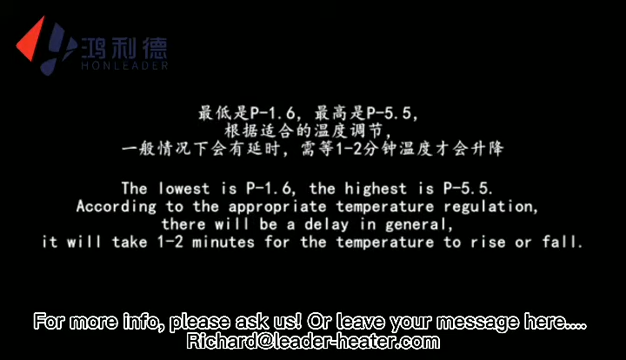 鸿利德
HONLEADER
最低是P-1.6, 最高是P-5.5,
根据适合的温度调节,
一般情况下会有延时, 需等1-2分钟温度才会升降
The lowest is P-1.6, the highest is P-5.5.
According to the appropriate temperature regulation,
there will be a delay in general,
it will take 1-2 minutes for the temperature to rise or fall.
For more info, please ask us! Or leave your message here....
Richard@leader-heater.com